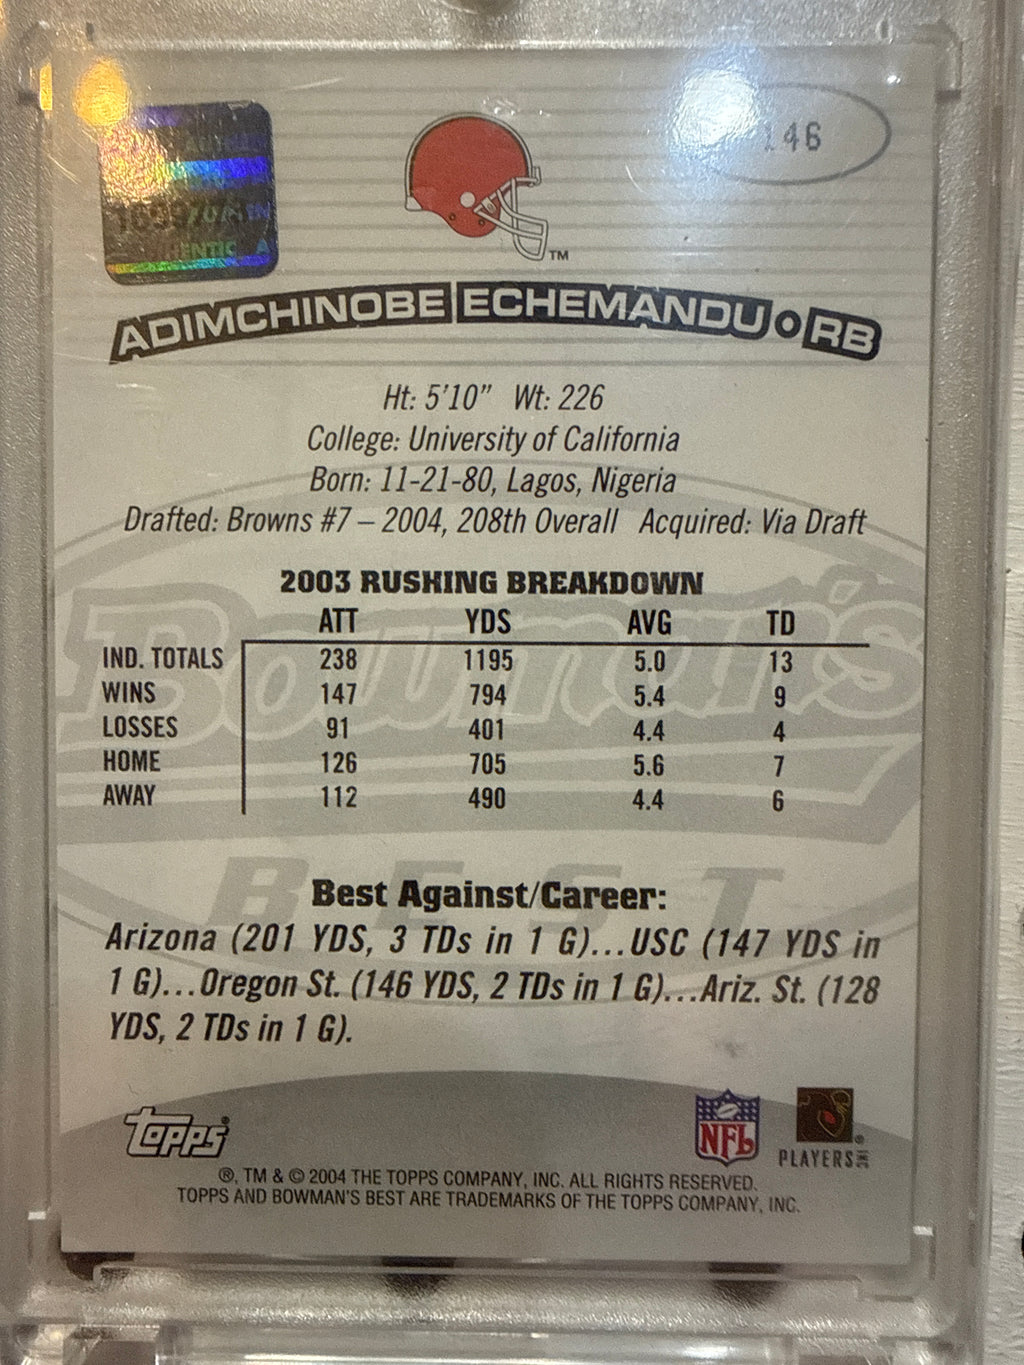 146
ENTIC A
TM
ADIMCHINOBE ECHEMANDU • RB
Ht: 5'10" Wt: 226
College: University of California
Born: 11-21-80, Lagos, Nigeria
Drafted: Browns #7 – 2004, 208th Overall Acquired: Via Draft
2003 RUSHING BREAKDOWN
ATT YDS AVG TD
IND. TOTALS 238 1195 5.0 13
WINS 147 794 5.4 9
LOSSES 91 401 4.4 4
HOME 126 705 5.6 7
AWAY 112 490 4.4 6
Bowman's
BEST
Best Against/Career:
Arizona (201 YDS, 3 TDs in 1 G)...USC (147 YDS in
1 G)...Oregon St. (146 YDS, 2 TDs in 1 G)...Ariz. St. (128
YDS, 2 TDs in 1 G).
Topps®
NFL
PLAYERS INC
®, TM & © 2004 THE TOPPS COMPANY, INC. ALL RIGHTS RESERVED.
TOPPS AND BOWMAN'S BEST ARE TRADEMARKS OF THE TOPPS COMPANY, INC.